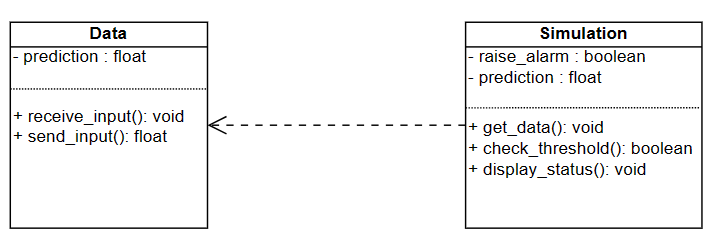 Data
- prediction : float
+ receive_input(): void
+ send_input(): float
Simulation
- raise_alarm : boolean
- prediction : float
+ get_data(): void
+ check_threshold(): boolean
+ display_status(): void